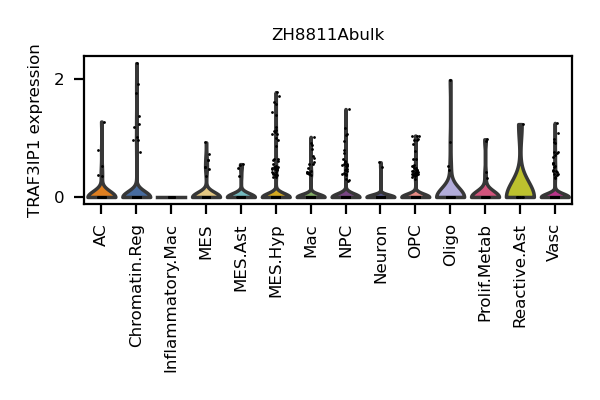 ZH8811Abulk
TRAF3IP1 expression
2
0
AC
Chromatin.Reg
Inflammatory.Mac
MES
MES.Ast
MES.Hyp
Mac
NPC
Neuron
OPC
Oligo
Prolif.Metab
Reactive.Ast
Vasc